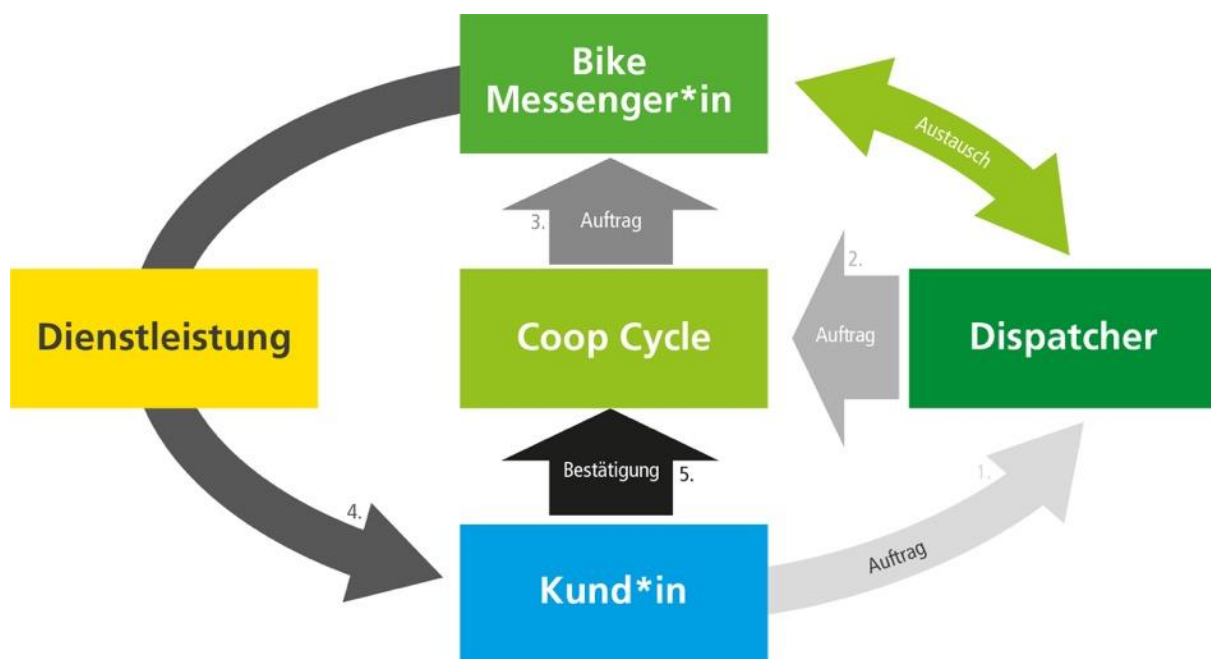 Bike
Messenger*in
Austausch
3.
Auftrag
2.
Auftrag
Dienstleistung
Coop Cycle
Dispatcher
Bestätigung
5.
1.
4.
Auftrag
Kund*in